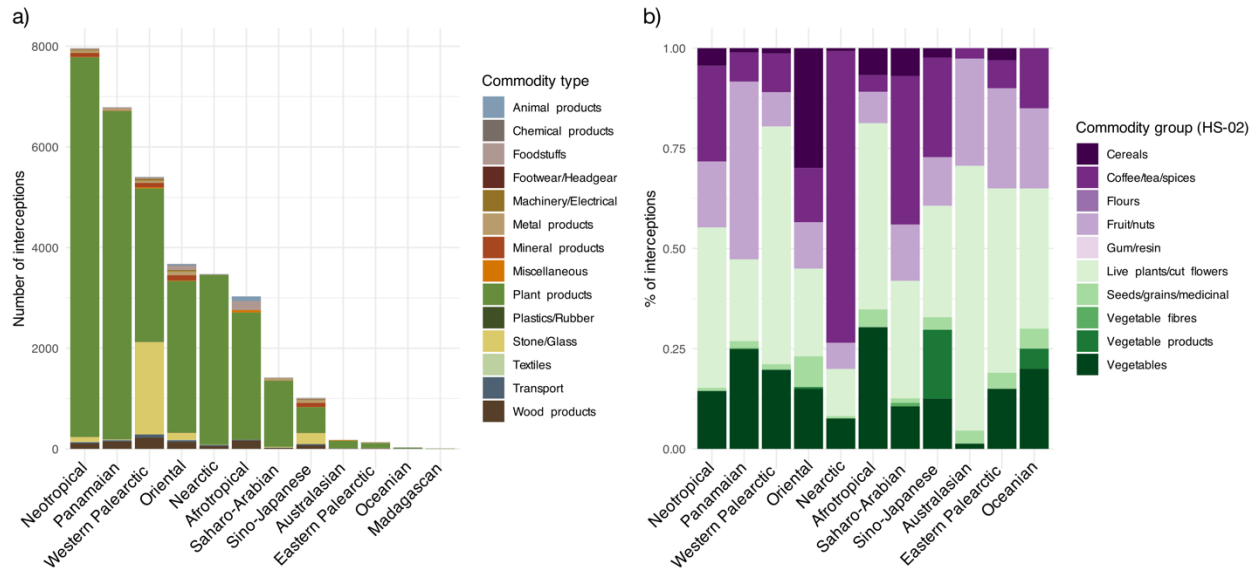 a)
Number of interceptions
8000
6000
4000
2000
0
Neotropical
Panamaian
Western Palearctic
Oriental
Nearctic
Afrotropical
Saharo-Arabian
Sino-Japanese
Australasian
Eastern Palearctic
Oceanian
Madagascan
Commodity type
Animal products
Chemical products
Foodstuffs
Footwear/Headgear
Machinery/Electrical
Metal products
Mineral products
Miscellaneous
Plant products
Plastics/Rubber
Stone/Glass
Textiles
Transport
Wood products
b)
% of interceptions
1.00
0.75
0.50
0.25
0.00
Neotropical
Panamaian
Western Palearctic
Oriental
Nearctic
Afrotropical
Saharo-Arabian
Sino-Japanese
Australasian
Eastern Palearctic
Oceanian
Commodity group (HS-02)
Cereals
Coffee/tea/spices
Flours
Fruit/nuts
Gum/resin
Live plants/cut flowers
Seeds/grains/medicinal
Vegetable fibres
Vegetable products
Vegetables